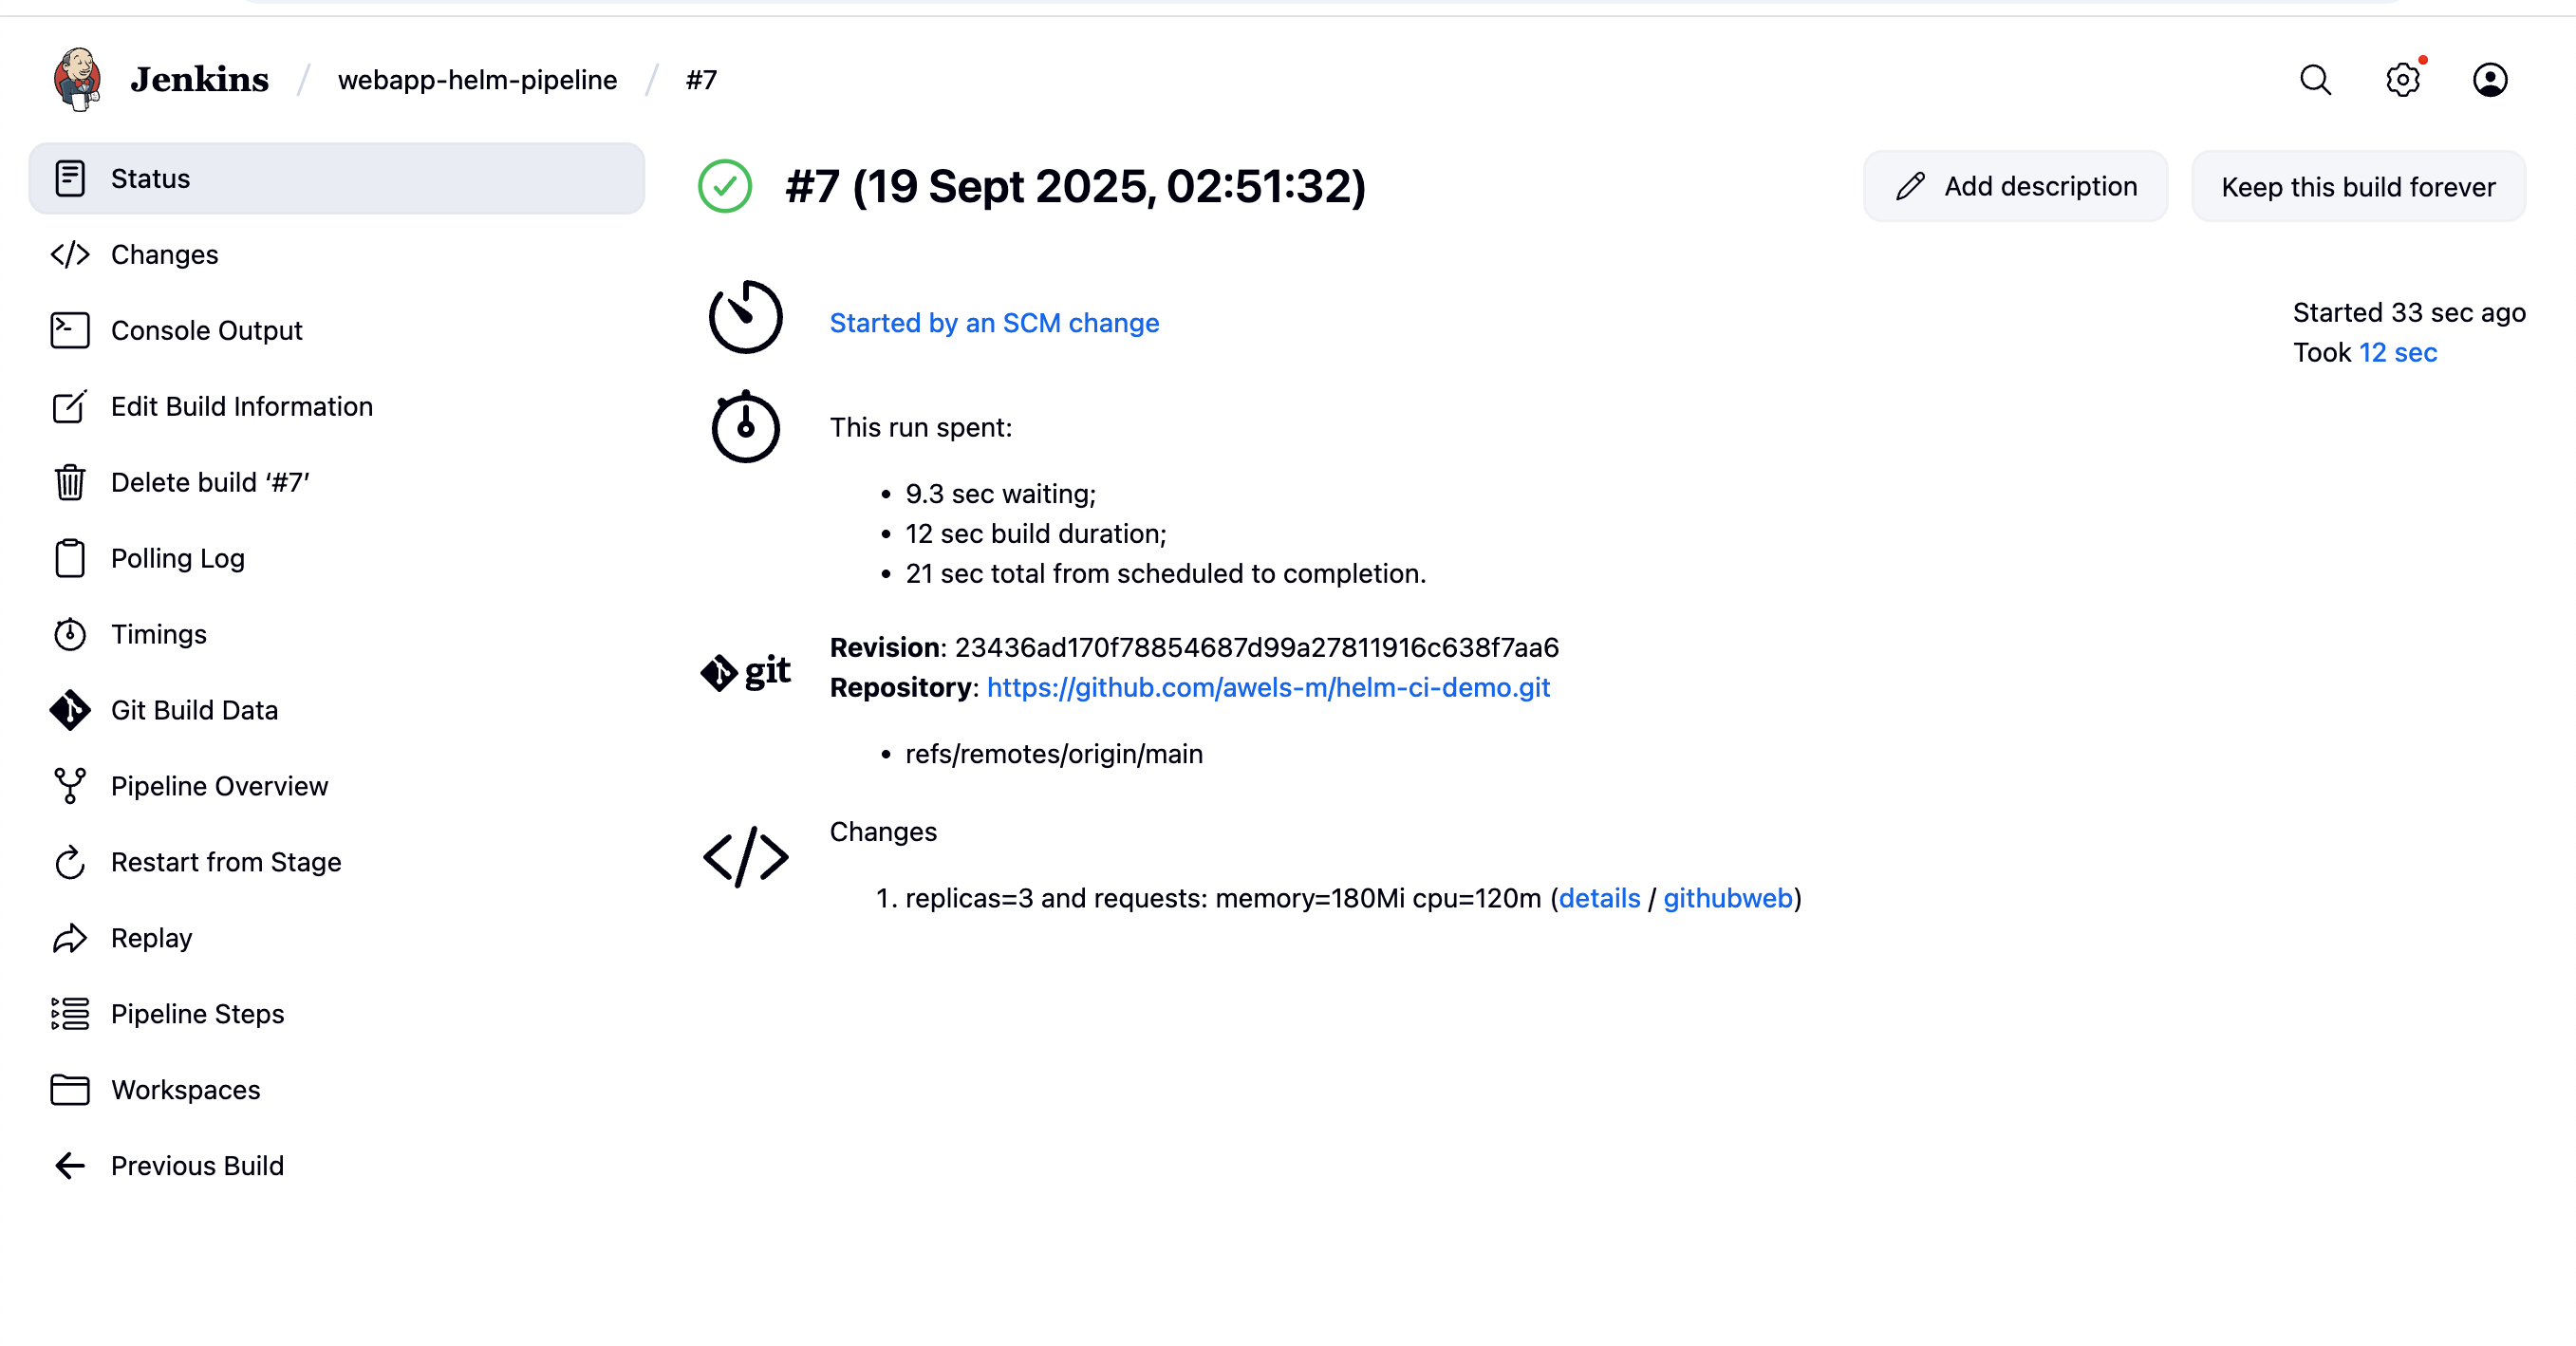 Jenkins / webapp-helm-pipeline / #7
Status
Changes
Console Output
Edit Build Information
Delete build ‘#7’
Polling Log
Timings
Git Build Data
Pipeline Overview
Restart from Stage
Replay
Pipeline Steps
Workspaces
Previous Build
#7 (19 Sept 2025, 02:51:32)
Add description
Keep this build forever
Started by an SCM change
Started 33 sec ago
Took 12 sec
This run spent:
• 9.3 sec waiting;
• 12 sec build duration;
• 21 sec total from scheduled to completion.
git
Revision: 23436ad170f78854687d99a27811916c638f7aa6
Repository: https://github.com/awels-m/helm-ci-demo.git
• refs/remotes/origin/main
Changes
1. replicas=3 and requests: memory=180Mi cpu=120m (details / githubweb)